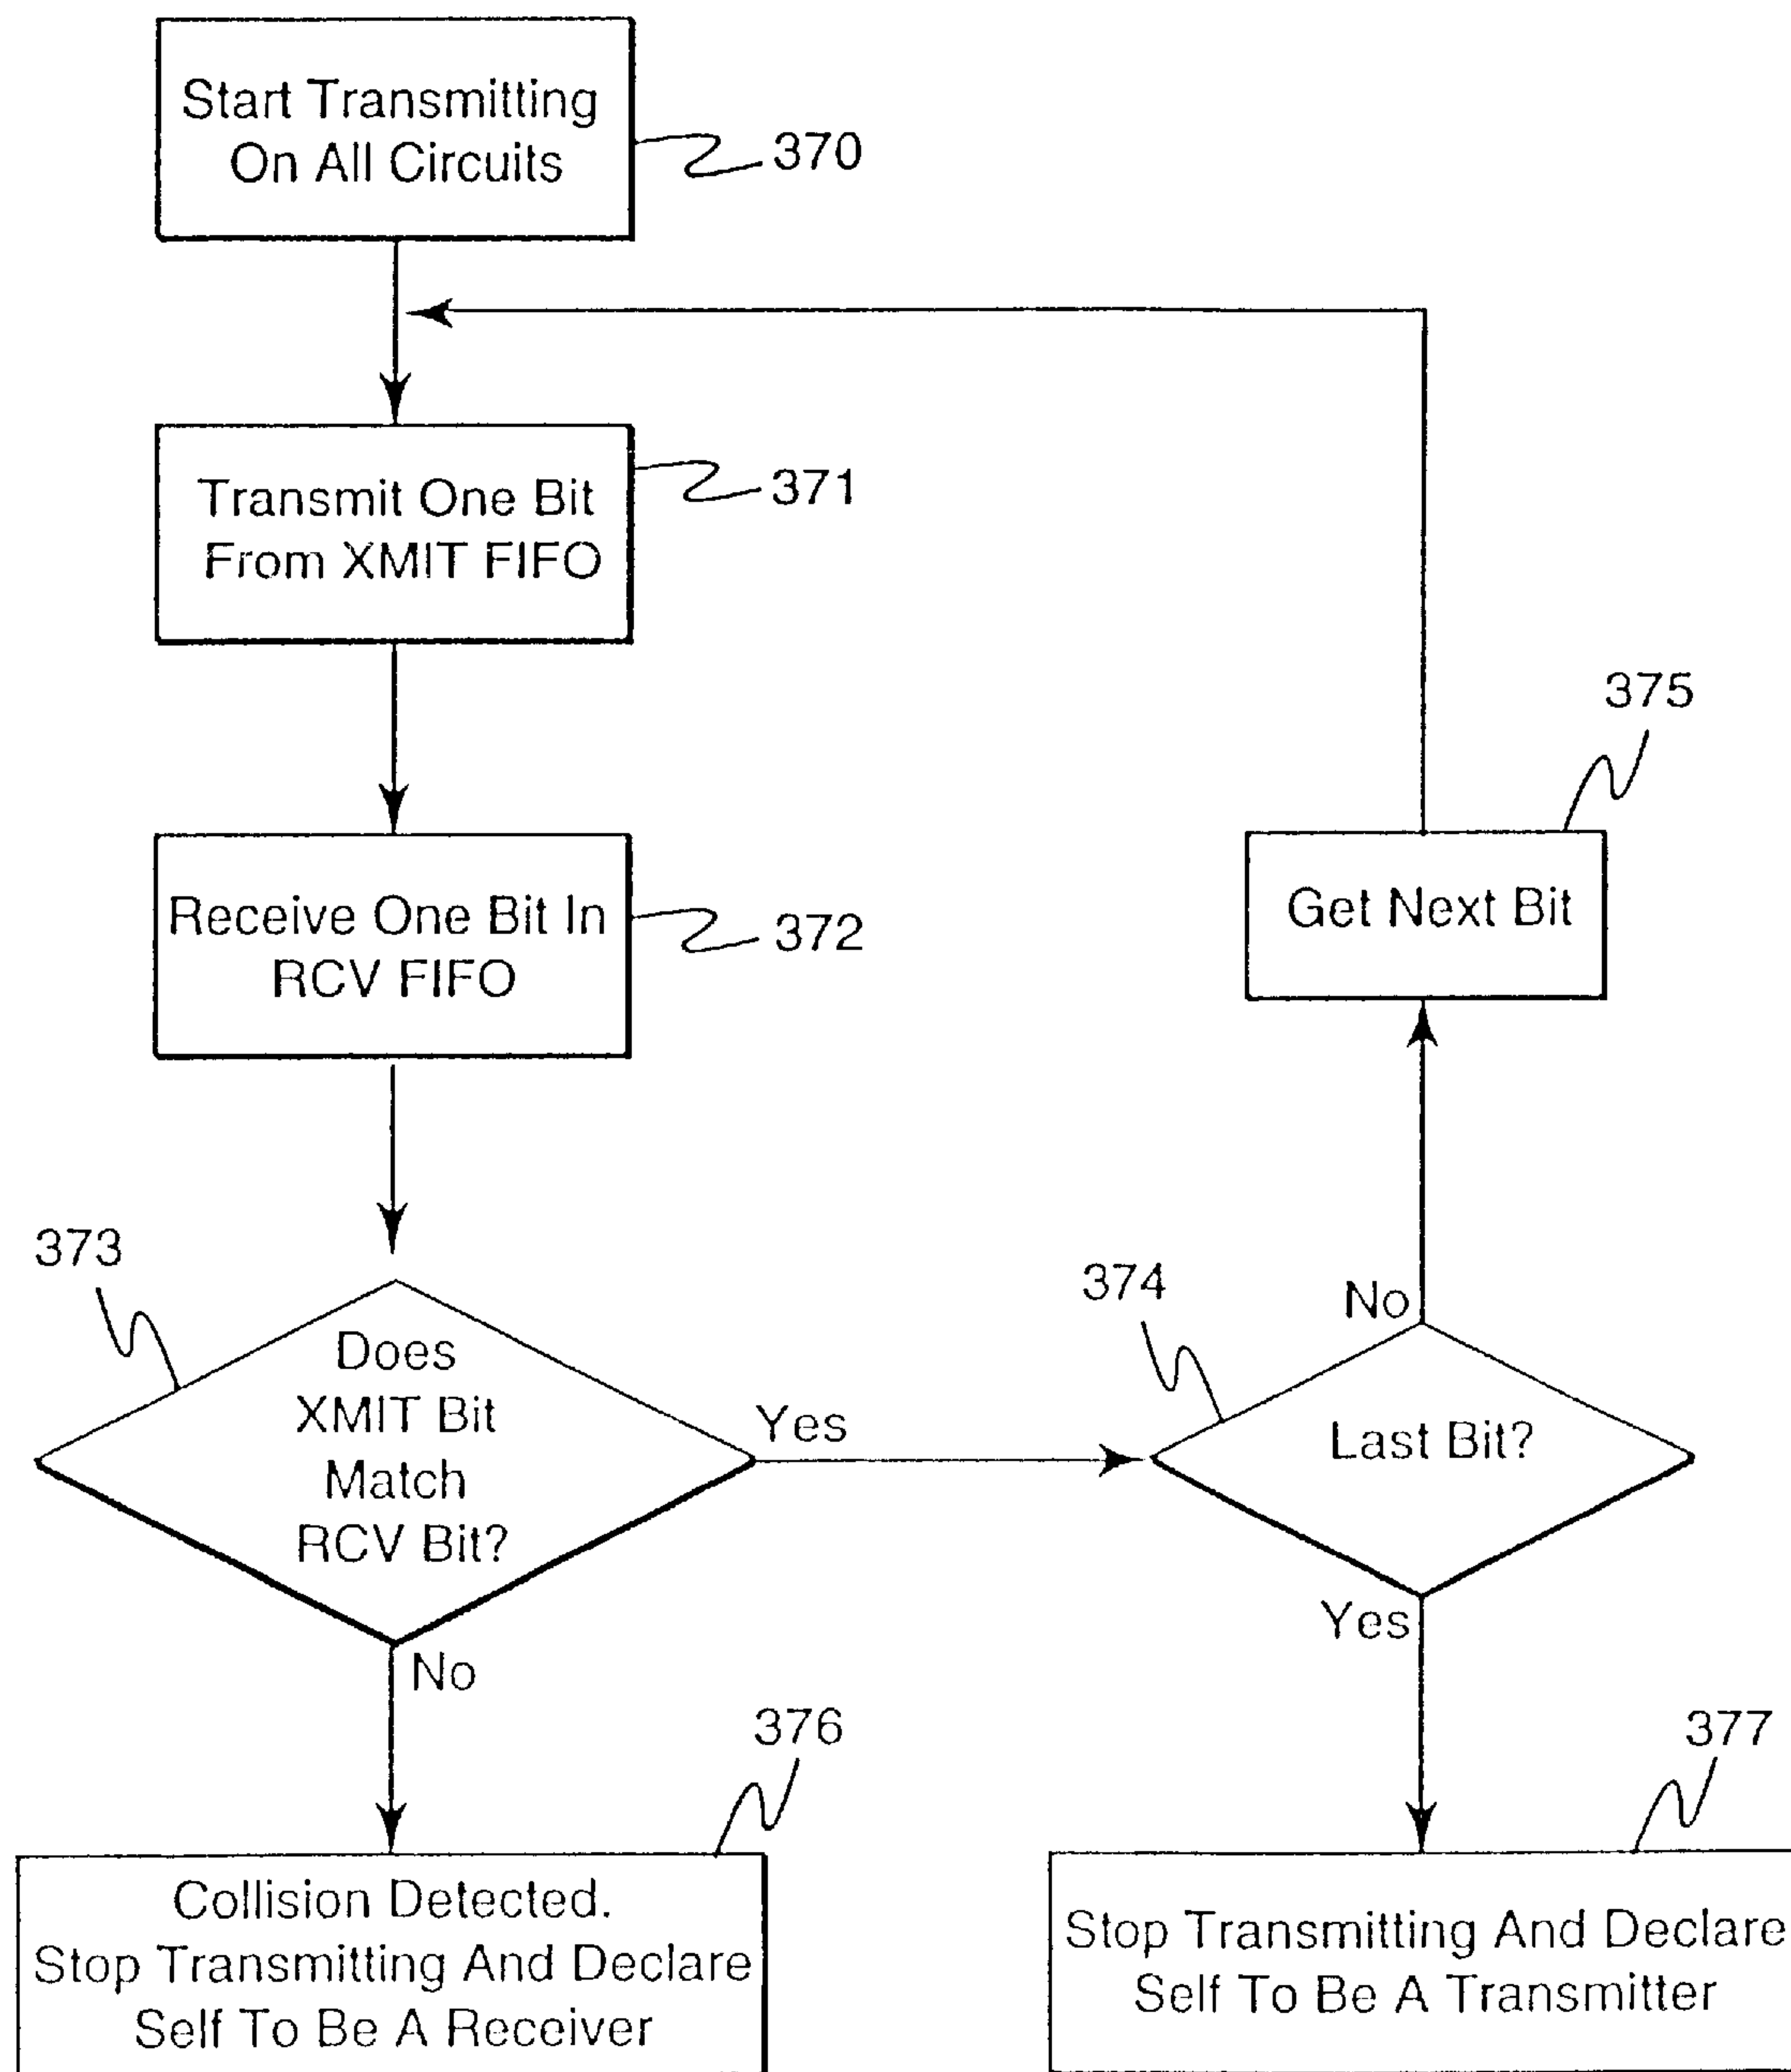 Start Transmitting
On All Circuits
370
Transmit One Bit
From XMIT FIFO
371
375
Receive One Bit In
RCV FIFO
372
Get Next Bit
373
Does
XMIT Bit
Match
RCV Bit?
Yes
No
374
No
Last Bit?
Yes
376
Collision Detected.
Stop Transmitting And Declare
Self To Be A Receiver
377
Stop Transmitting And Declare
Self To Be A Transmitter